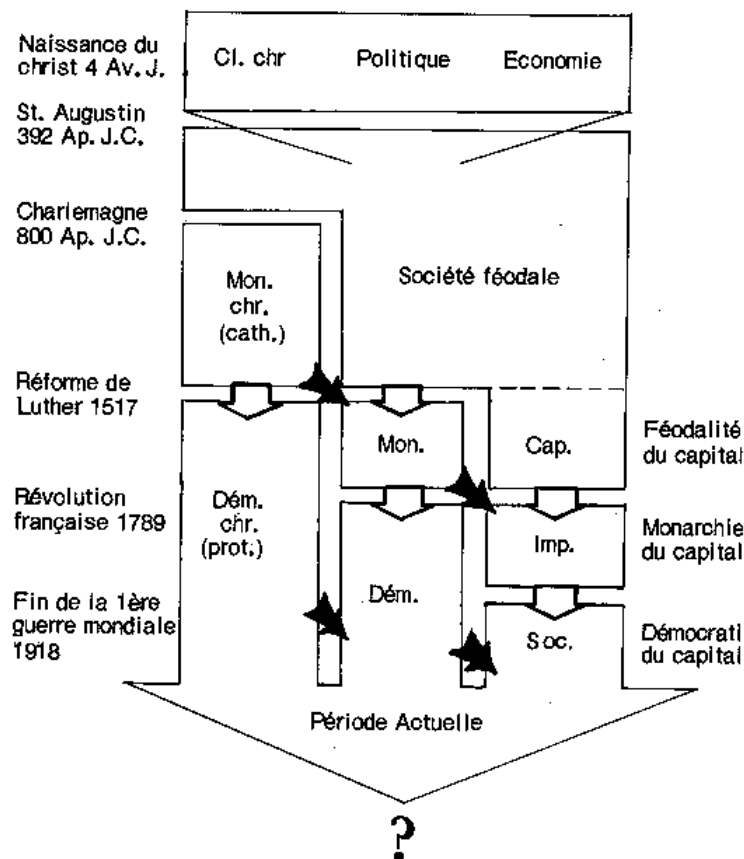 Naissance du
christ 4 Av. J.
Cl. chr
Politique
Economie
St. Augustin
392 Ap. J.C.
Charlemagne
800 Ap. J.C.
Société féodale
Mon.
chr.
(cath.)
Réforme de
Luther 1517
Mon.
Cap.
Féodalité
du capital
Révolution
française 1789
Dém.
chr.
(prot.)
Imp.
Monarchie
du capital
Fin de la 1ère
guerre mondiale
1918
Dém.
Soc.
Démocrati
du capital
Période Actuelle
?